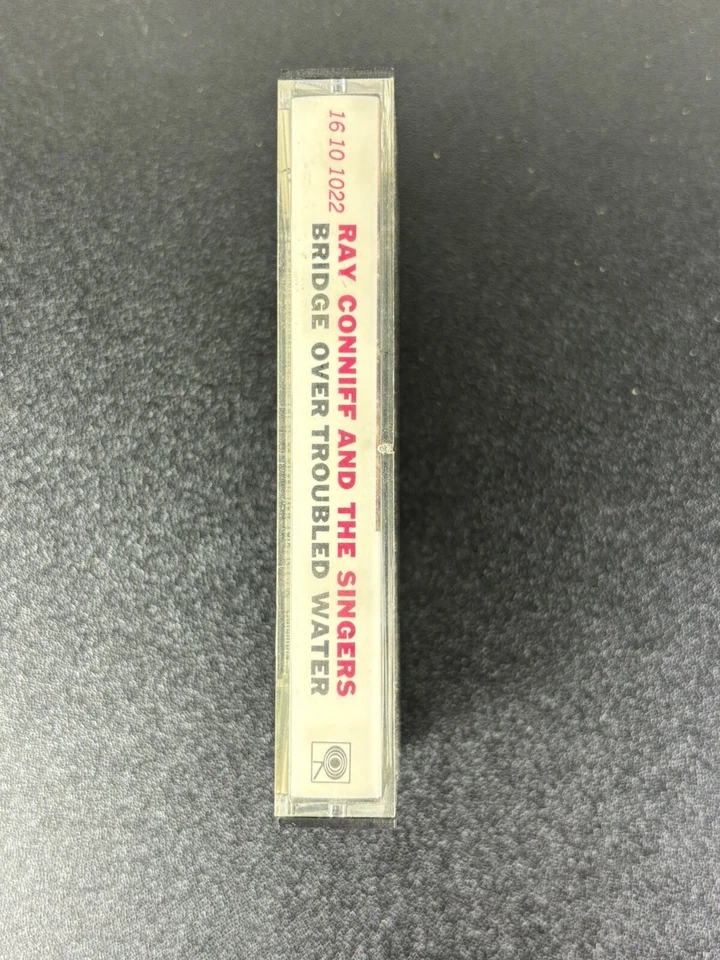 16 10 1022
RAY CONNIFF AND THE SINGERS
BRIDGE OVER TROUBLED WATER